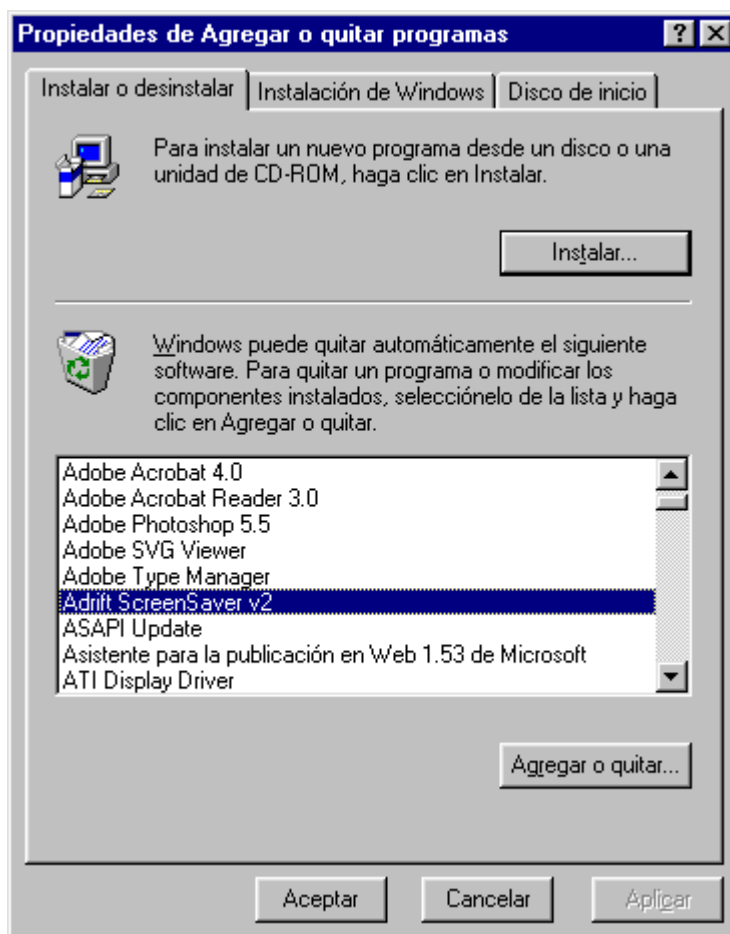 Propiedades de Agregar o quitar programas
Instalar o desinstalar
Instalación de Windows
Disco de inicio
Para instalar un nuevo programa desde un disco o una
unidad de CD-ROM, haga clic en Instalar.
Instalar...
Windows puede quitar automáticamente el siguiente
software. Para quitar un programa o modificar los
componentes instalados, selecciónelo de la lista y haga
clic en Agregar o quitar.
Adobe Acrobat 4.0
Adobe Acrobat Reader 3.0
Adobe Photoshop 5.5
Adobe SVG Viewer
Adobe Type Manager
Adrift ScreenSaver v2
ASAPI Update
Asistente para la publicación en Web 1.53 de Microsoft
ATI Display Driver
Agregar o quitar...
Aceptar
Cancelar
Aplicar